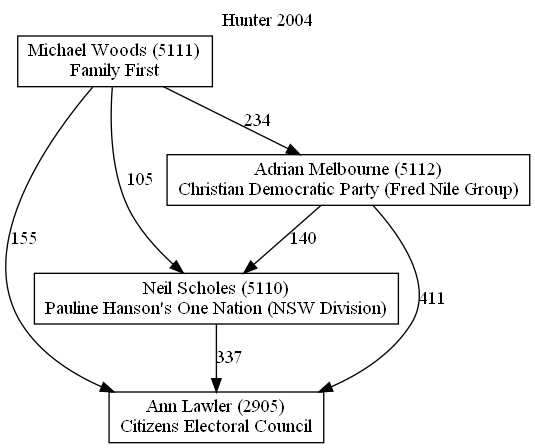 Hunter 2004
Michael Woods (5111)
Family First
234
Adrian Melbourne (5112)
Christian Democratic Party (Fred Nile Group)
105
155
140
Neil Scholes (5110)
Pauline Hanson's One Nation (NSW Division)
411
337
Ann Lawler (2905)
Citizens Electoral Council